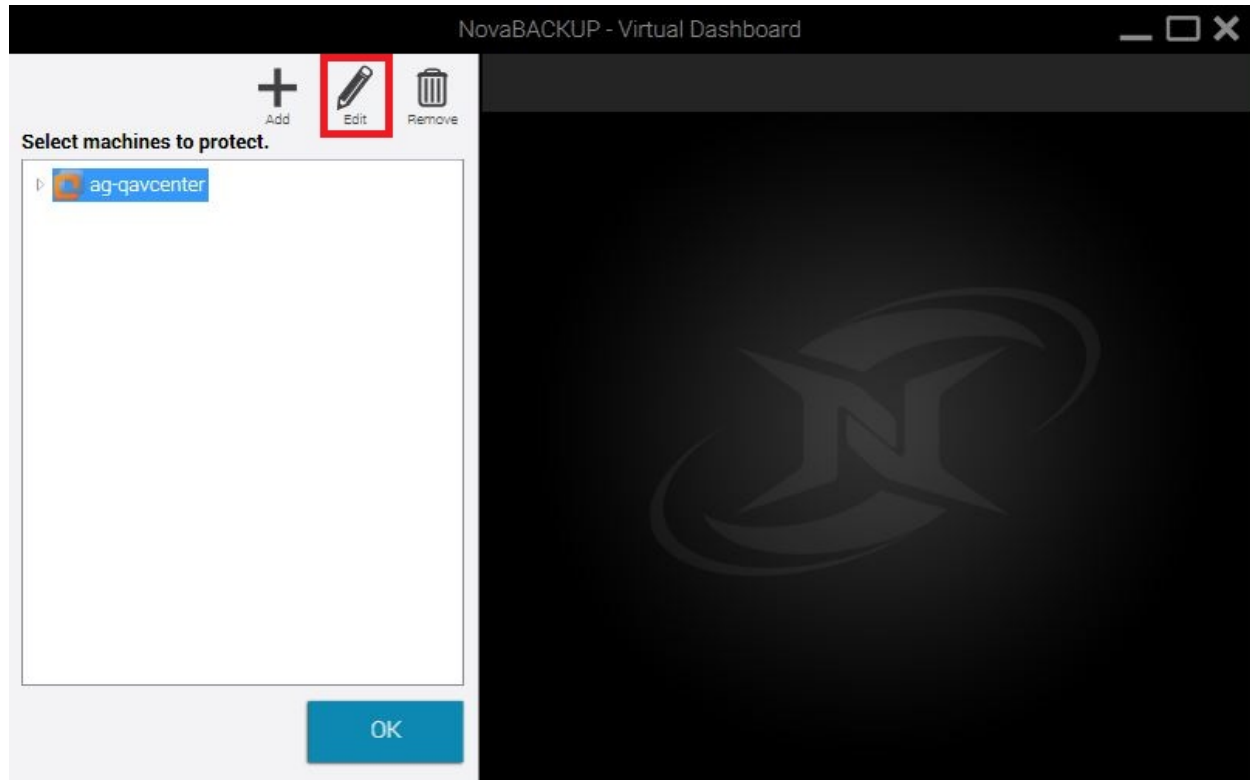 NovaBACKUP - Virtual Dashboard
Add Edit Remove
Select machines to protect.
ag-qavcenter
OK